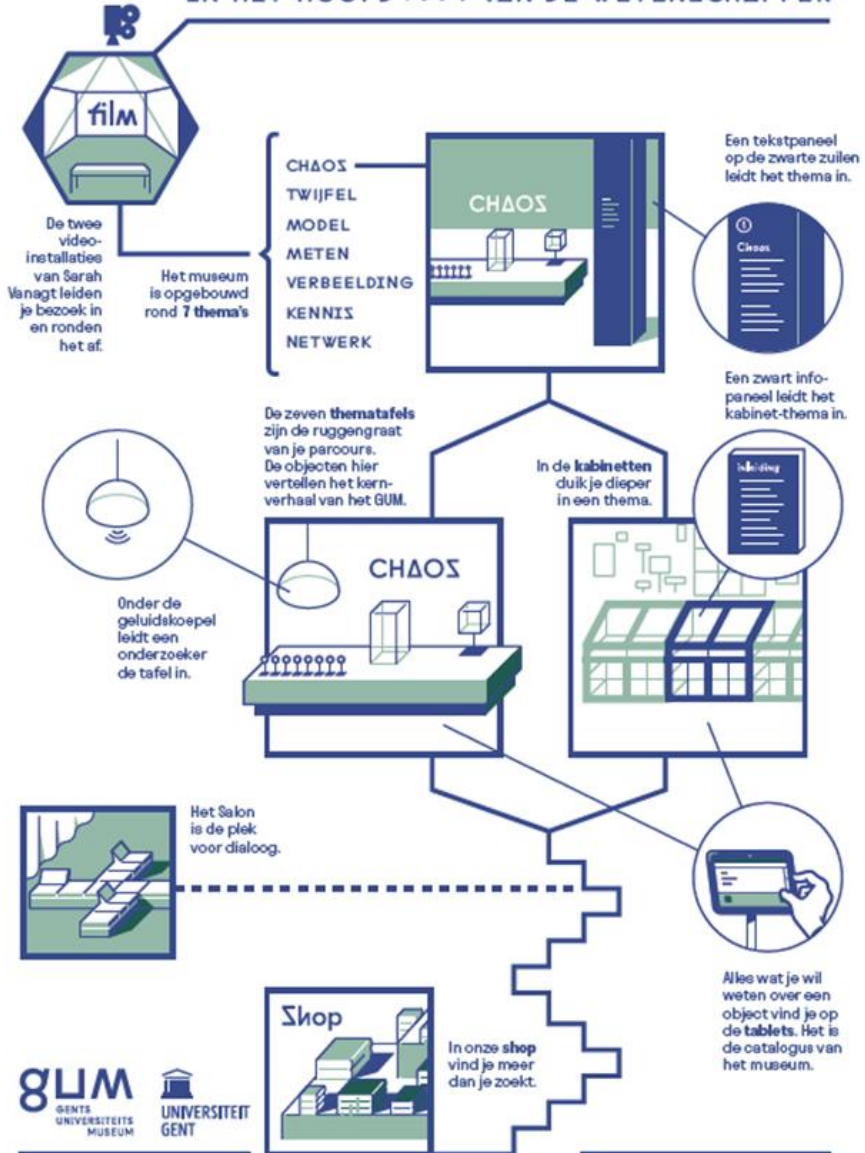 film
De twee
video-
installaties
van Sarah
Vanagt leiden
je bezoek in
en ronden
het af.
Het museum
is opgebouwd
rond 7 thema's
CHAOS
TWIJFEL
MODEL
METEN
VERBEELDING
KENNIS
NETWERK
CHAOS
Een tekstpaneel
op de zwarte zuilen
leidt het thema in.
1
Chaos
Een zwart info-
paneel leidt het
kabinet-thema in.
inleiding
De zeven thematafels
zijn de ruggengraat
van je parcours.
De objecten hier
vertellen het kern-
verhaal van het GUM.
In de kabinetten
duik je dieper
in een thema.
CHAOS
Onder de
geluidskoepel
leidt een
onderzoeker
de tafel in.
Het Salon
is de plek
voor dialoog.
Alles wat je wil
weten over een
object vind je op
de tablets. Het is
de catalogus van
het museum.
Shop
In onze shop
vind je meer
dan je zoekt.
gUM
GENTS
UNIVERSITEITS
MUSEUM
UNIVERSITEIT
GENT